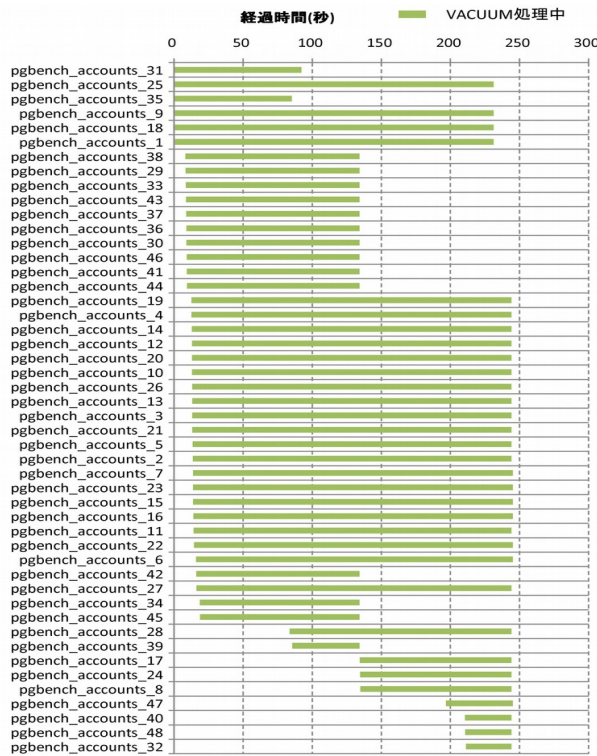 経過時間(秒)
VACUUM処理中
0 50 100 150 200 250 300
pgbench_accounts_31
pgbench_accounts_25
pgbench_accounts_35
pgbench_accounts_9
pgbench_accounts_18
pgbench_accounts_1
pgbench_accounts_38
pgbench_accounts_29
pgbench_accounts_33
pgbench_accounts_43
pgbench_accounts_37
pgbench_accounts_36
pgbench_accounts_30
pgbench_accounts_46
pgbench_accounts_41
pgbench_accounts_44
pgbench_accounts_19
pgbench_accounts_4
pgbench_accounts_14
pgbench_accounts_12
pgbench_accounts_20
pgbench_accounts_10
pgbench_accounts_26
pgbench_accounts_13
pgbench_accounts_3
pgbench_accounts_21
pgbench_accounts_5
pgbench_accounts_2
pgbench_accounts_7
pgbench_accounts_23
pgbench_accounts_15
pgbench_accounts_16
pgbench_accounts_11
pgbench_accounts_22
pgbench_accounts_6
pgbench_accounts_42
pgbench_accounts_27
pgbench_accounts_34
pgbench_accounts_45
pgbench_accounts_28
pgbench_accounts_39
pgbench_accounts_17
pgbench_accounts_24
pgbench_accounts_8
pgbench_accounts_47
pgbench_accounts_40
pgbench_accounts_48
pgbench_accounts_32